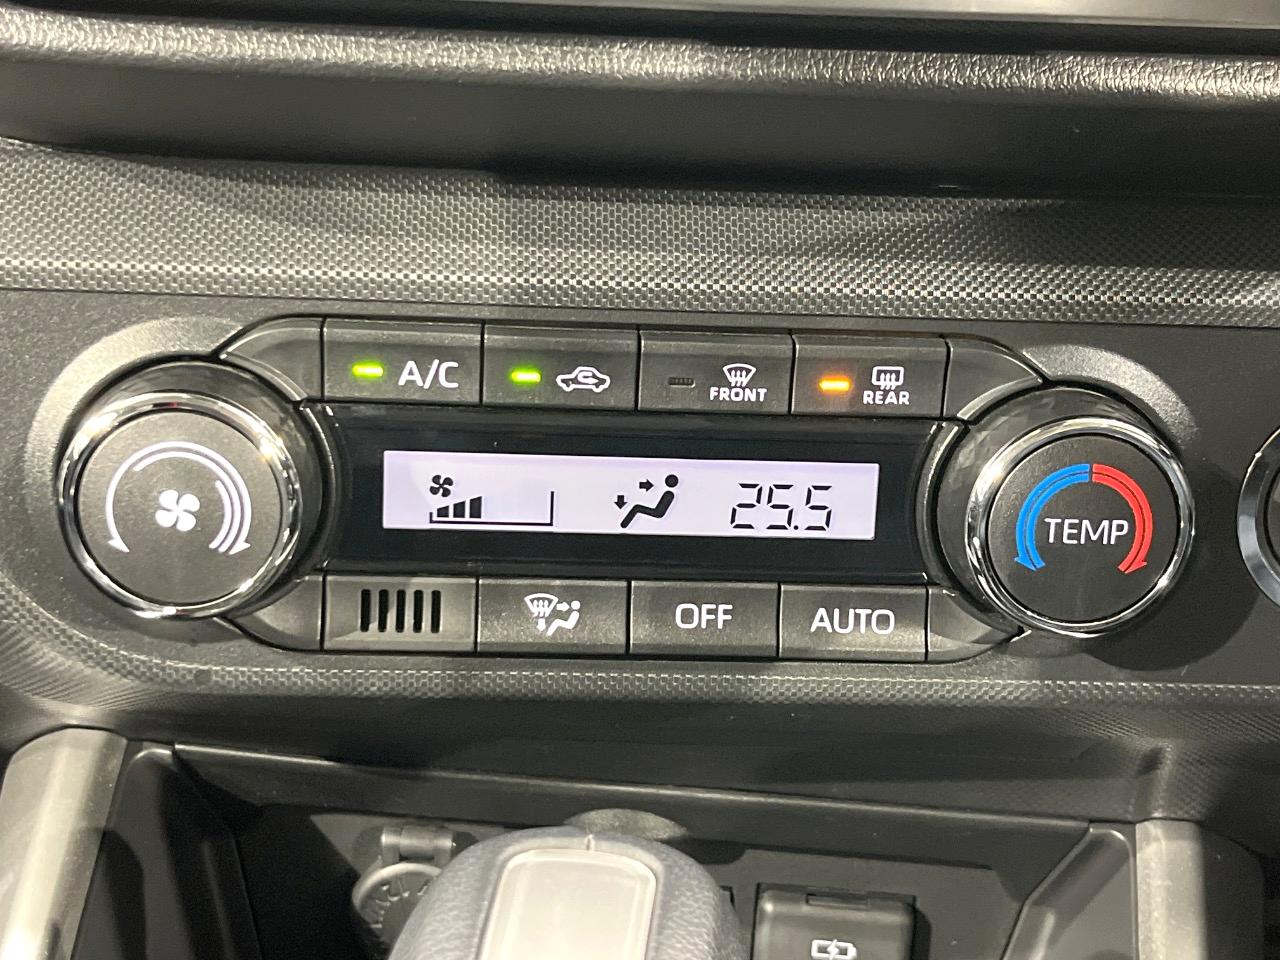 A/C
FRONT
REAR
25.5
TEMP
OFF
AUTO